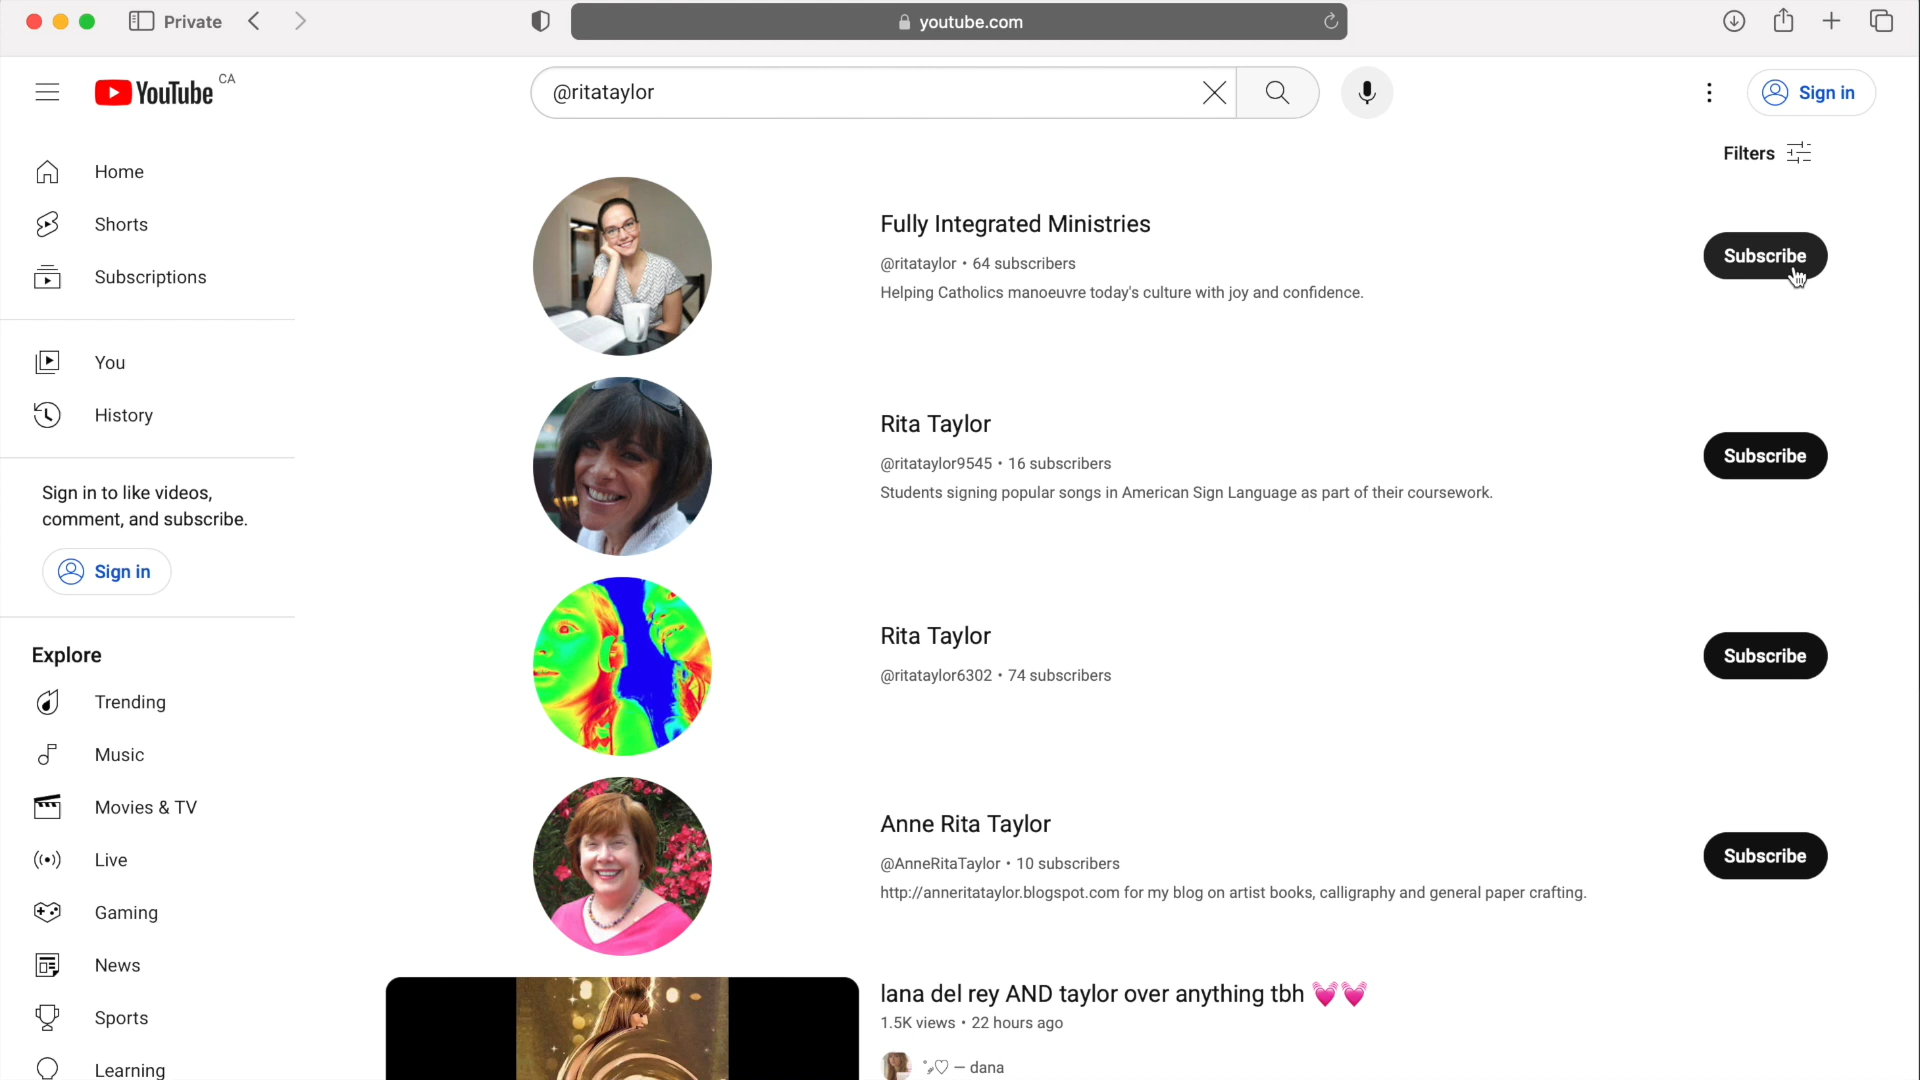 Private
youtube.com
YouTube CA
@ritataylor
Sign in
Filters
Home
Shorts
Subscriptions
You
History
Sign in to like videos,
comment, and subscribe.
Sign in
Explore
Trending
Music
Movies & TV
Live
Gaming
News
Sports
Learning
Fully Integrated Ministries
@ritataylor • 64 subscribers
Helping Catholics manoeuvre today's culture with joy and confidence.
Subscribe
Rita Taylor
@ritataylor9545 • 16 subscribers
Students signing popular songs in American Sign Language as part of their coursework.
Subscribe
Rita Taylor
@ritataylor6302 • 74 subscribers
Subscribe
Anne Rita Taylor
@AnneRitaTaylor • 10 subscribers
http://anneritataylor.blogspot.com for my blog on artist books, calligraphy and general paper crafting.
Subscribe
lana del rey AND taylor over anything tbh 💓💓
1.5K views • 22 hours ago
— dana